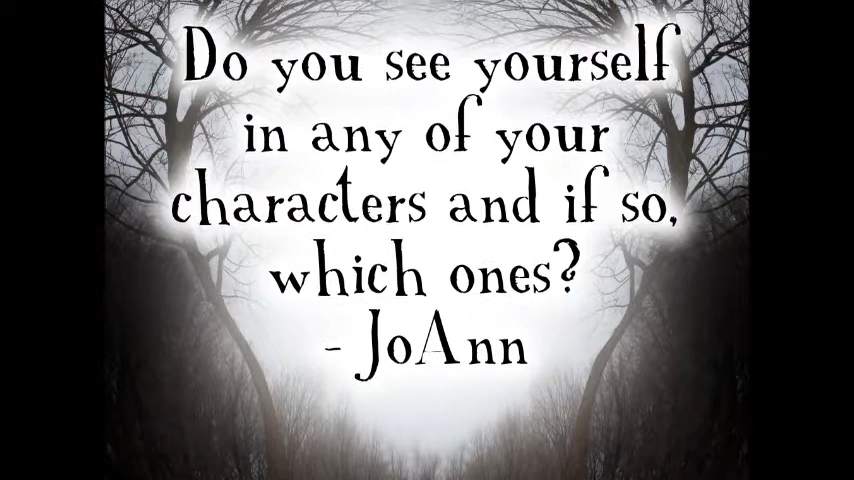 Do you see yourself
in any of your
characters and if so,
which ones?
- JoAnn